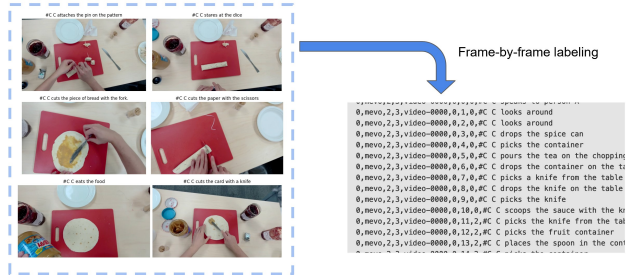 #C C attaches the pin on the pattern
#C C stares at the dice
#C C cuts the piece of bread with the fork.
#C C cuts the paper with the scissors
#C C eats the food
#C C cuts the card with a knife
Frame-by-frame labeling
0,mevo,2,3,video-0000,0,1,0,#C C looks around
0,mevo,2,3,video-0000,0,2,0,#C C looks around
0,mevo,2,3,video-0000,0,3,0,#C C drops the spice can
0,mevo,2,3,video-0000,0,4,0,#C C picks the container
0,mevo,2,3,video-0000,0,5,0,#C C pours the tea on the chopping
0,mevo,2,3,video-0000,0,6,0,#C C drops the container on the ta
0,mevo,2,3,video-0000,0,7,0,#C C picks a knife from the table
0,mevo,2,3,video-0000,0,8,0,#C C drops the knife on the table
0,mevo,2,3,video-0000,0,9,0,#C C picks the knife
0,mevo,2,3,video-0000,0,10,0,#C C scoops the sauce with the kn
0,mevo,2,3,video-0000,0,11,2,#C C picks the knife from the tab
0,mevo,2,3,video-0000,0,12,2,#C C picks the fruit container
0,mevo,2,3,video-0000,0,13,2,#C C places the spoon in the cont